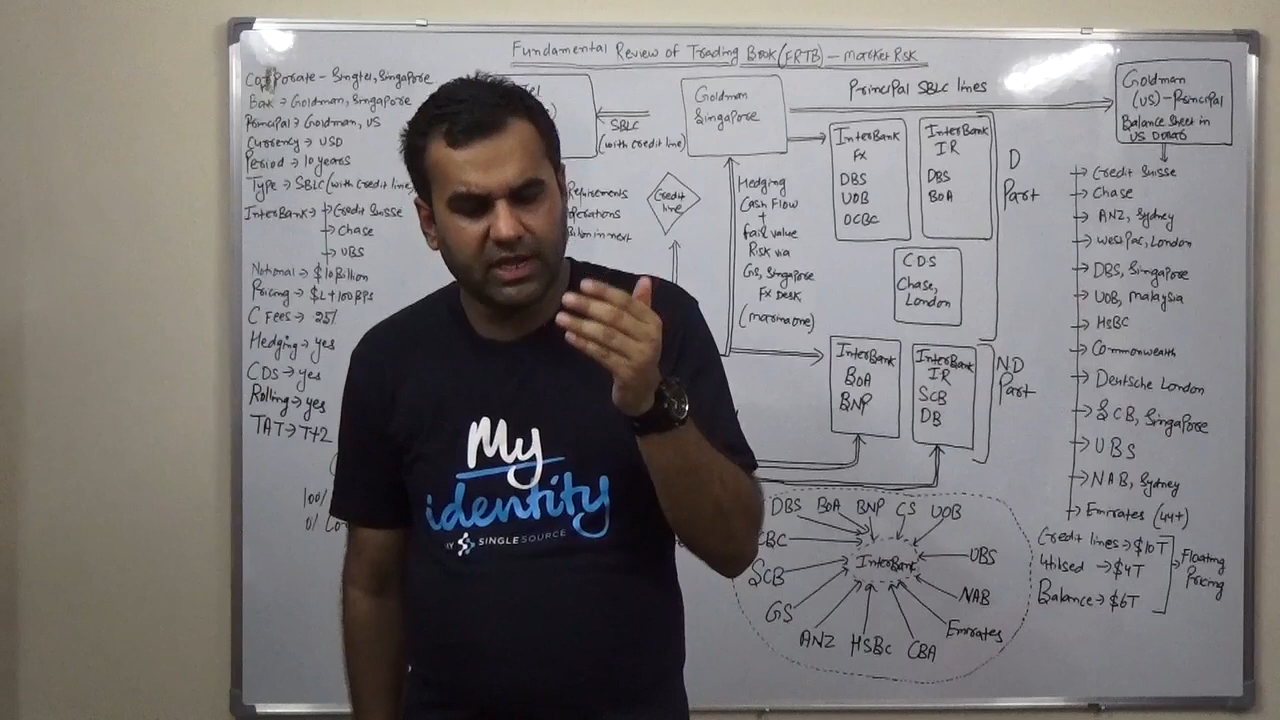 Fundamental Review of Trading Book (FRTB) - Market Risk
Corporate - Singtel, Singapore
Bank → Goldman, Singapore
Principal → Goldman, US
Currency → USD
Period → 10 years
Type → SBLC (with credit line)
InterBank → Credit Suisse
→ Chase
→ UBS
Notional → $10 Billion
Pricing → $L + 100 BPS
C Fees → 25%
Hedging → yes
CDS → yes
Rolling → yes
TAT → T+2
SBLC
(with credit line)
Goldman
Singapore
Principal SBLC lines
Goldman
(US) - Principal
Balance Sheet in
Credit
line
Hedging
Cash Flow
+
fair value
Risk via
GS, Singapore
FX Desk
(marina one)
InterBank
FX
DBS
UOB
OCBC
InterBank
IR
DBS
BOA
D
Part
CDS
Chase,
London
InterBank
BOA
BNP
InterBank
IR
SCB
DB
ND
Part
→ Credit Suisse
→ Chase
→ ANZ, Sydney
→ WestPac, London
→ DBS, Singapore
→ UOB, Malaysia
→ HSBC
→ Commonwealth
→ Deutsche London
→ SCB, Singapore
→ UBS
→ NAB, Sydney
→ Emirates (44+)
Credit lines → $10T
→ $4T
Balance → $6T
Floating
Pricing
DBS BOA BNP CS UOB
UBS
SCB
InterBank
NAB
GS
Emirates
ANZ HSBC CBA
My
identity
SINGLESOURCE